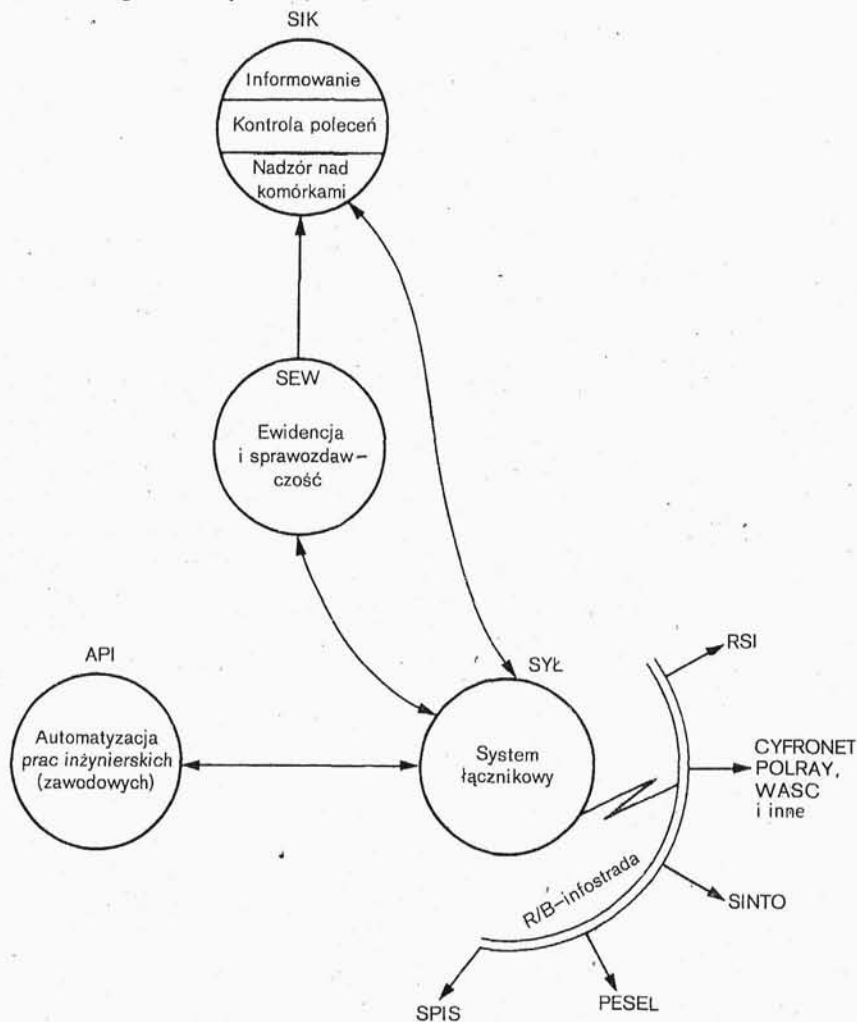 SIK
Informowanie
Kontrola poleceń
Nadzór nad
komórkami
SEW
Ewidencja
i sprawozdaw-
czość
API
Automatyzacja
prac inżynierskich
(zawodowych)
SYŁ
System
łącznikowy
RSI
CYFRONET
POLRAY,
WASC
i inne
SINTO
R/B-infostrada
PESEL
SPIS